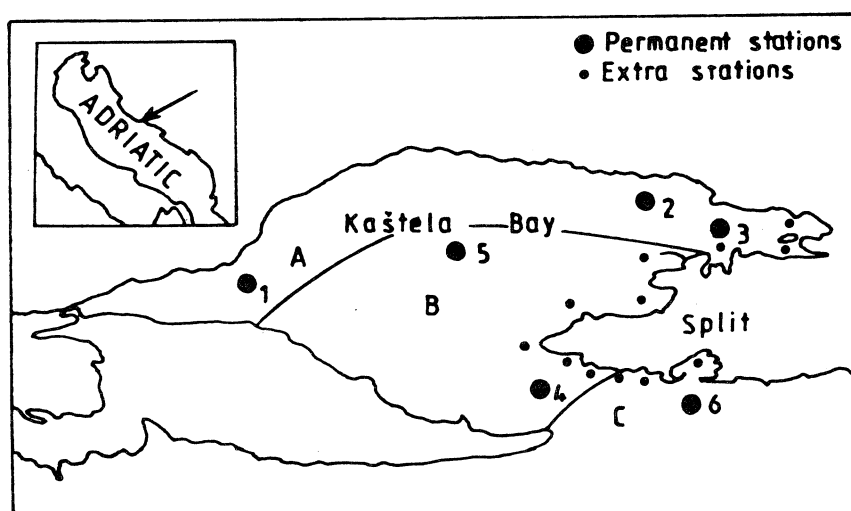 Permanent stations
Extra stations
ADRIATIC
Kaštela Bay
A
B
C
1
2
3
4
5
6
Split